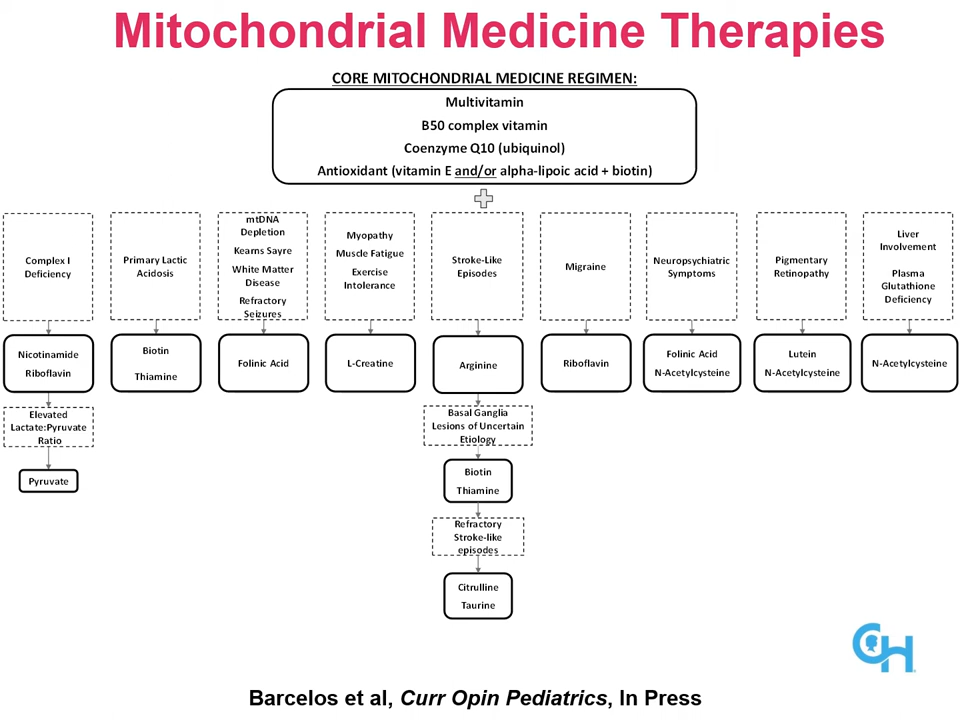 Mitochondrial Medicine Therapies
CORE MITOCHONDRIAL MEDICINE REGIMEN:
Multivitamin
B50 complex vitamin
Coenzyme Q10 (ubiquinol)
Antioxidant (vitamin E and/or alpha-lipoic acid + biotin)
Complex I
Deficiency
Nicotinamide
Riboflavin
Elevated
Lactate:Pyruvate
Ratio
Pyruvate
Primary Lactic
Acidosis
Biotin
Thiamine
mtDNA
Depletion
Kearns Sayre
White Matter
Disease
Refractory
Seizures
Folinic Acid
Myopathy
Muscle Fatigue
Exercise
Intolerance
L-Creatine
Stroke-Like
Episodes
Arginine
Basal Ganglia
Lesions of Uncertain
Etiology
Biotin
Thiamine
Refractory
Stroke-like
episodes
Citrulline
Taurine
Migraine
Riboflavin
Neuropsychiatric
Symptoms
Folinic Acid
N-Acetylcysteine
Pigmentary
Retinopathy
Lutein
N-Acetylcysteine
Liver
Involvement
Plasma
Glutathione
Deficiency
N-Acetylcysteine
CH
Barcelos et al, Curr Opin Pediatrics, In Press